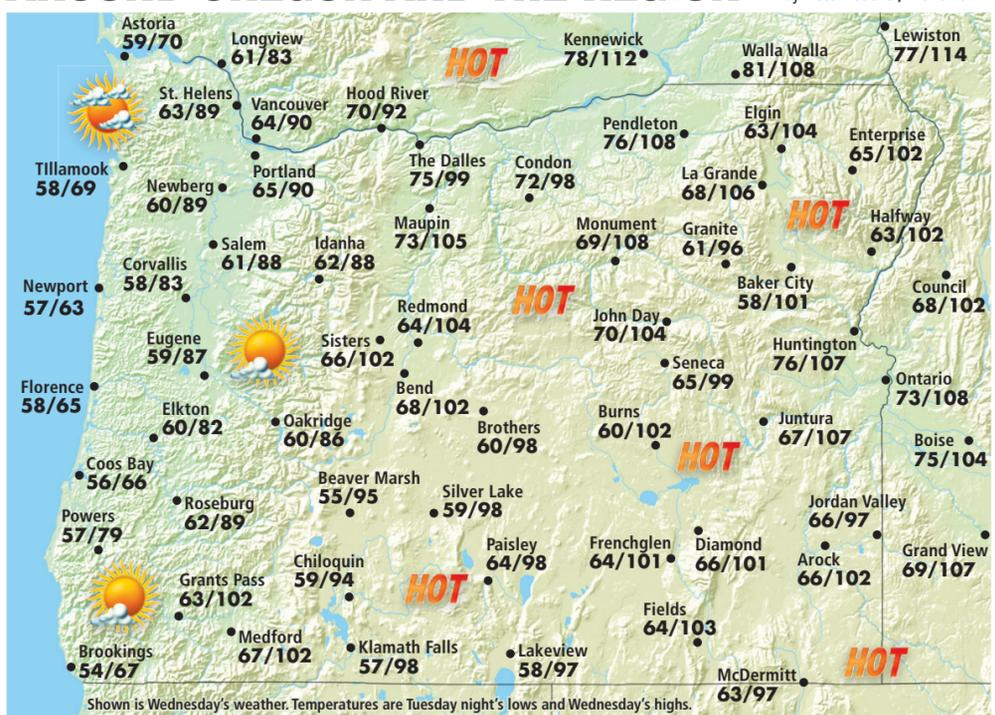 Astoria
59/70
Longview
61/83
HOT
Kennewick
78/112
Walla Walla
81/108
Lewiston
77/114
St. Helens
63/89
Vancouver
64/90
Hood River
70/92
Pendleton
76/108
Elgin
63/104
Enterprise
65/102
TIllamook
58/69
Newberg
60/89
Portland
65/90
The Dalles
75/99
Condon
72/98
La Grande
68/106
HOT
Maupin
73/105
Monument
69/108
Granite
61/96
Halfway
63/102
Salem
61/88
Idanha
62/88
Corvallis
58/83
Newport
57/63
Baker City
58/101
Council
68/102
HOT
Redmond
64/104
John Day
70/104
Eugene
59/87
Sisters
66/102
Huntington
76/107
Seneca
65/99
Florence
58/65
Bend
68/102
Ontario
73/108
Elkton
60/82
Oakridge
60/86
Brothers
60/98
Burns
60/102
Juntura
67/107
Boise
75/104
HOT
Coos Bay
56/66
Beaver Marsh
55/95
Silver Lake
59/98
Roseburg
62/89
Jordan Valley
66/97
Powers
57/79
Paisley
64/98
Frenchglen
64/101
Diamond
66/101
Arock
66/102
Grand View
69/107
Chiloquin
59/94
HOT
Grants Pass
63/102
Fields
64/103
Medford
67/102
Klamath Falls
57/98
Lakeview
58/97
Brookings
54/67
McDermitt
63/97
HOT
Shown is Wednesday's weather. Temperatures are Tuesday night's lows and Wednesday's highs.